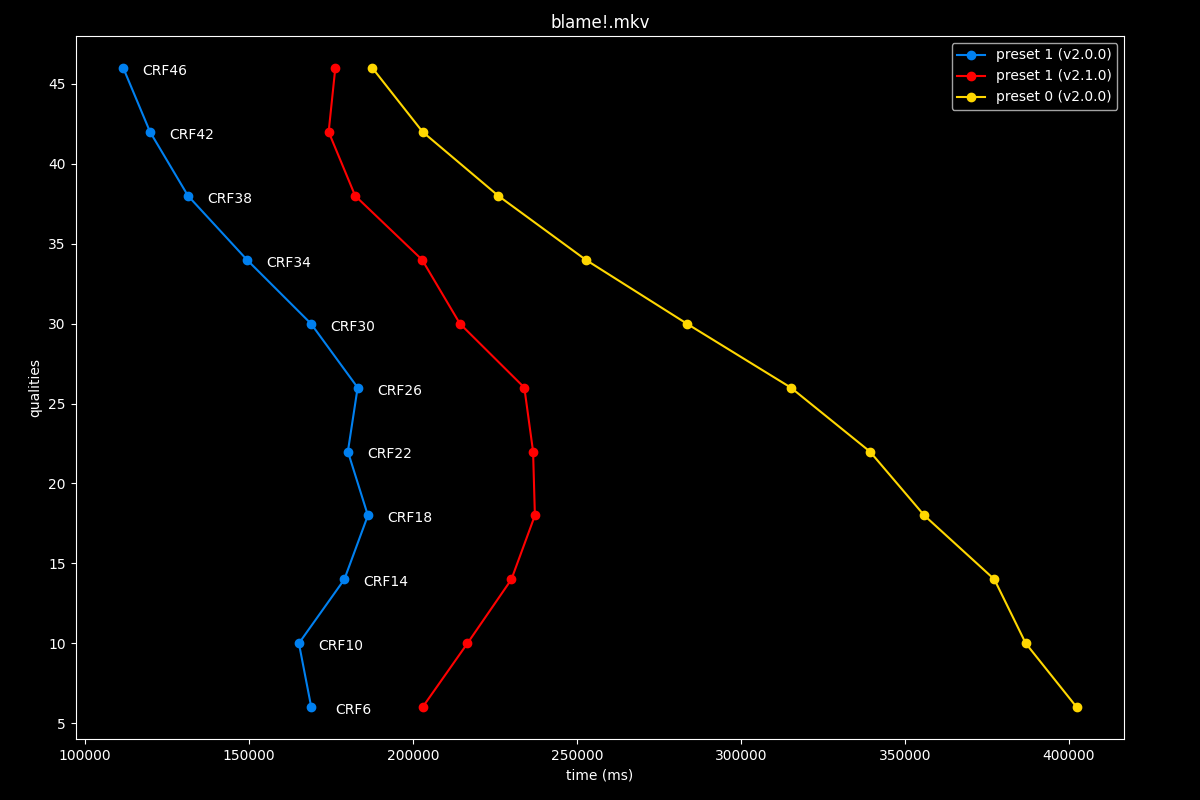 blame!.mkv
preset 1 (v2.0.0)
preset 1 (v2.1.0)
preset 0 (v2.0.0)
CRF46
CRF42
CRF38
CRF34
CRF30
CRF26
CRF22
CRF18
CRF14
CRF10
CRF6
qualities
45
40
35
30
25
20
15
10
5
100000
150000
200000
250000
300000
350000
400000
time (ms)